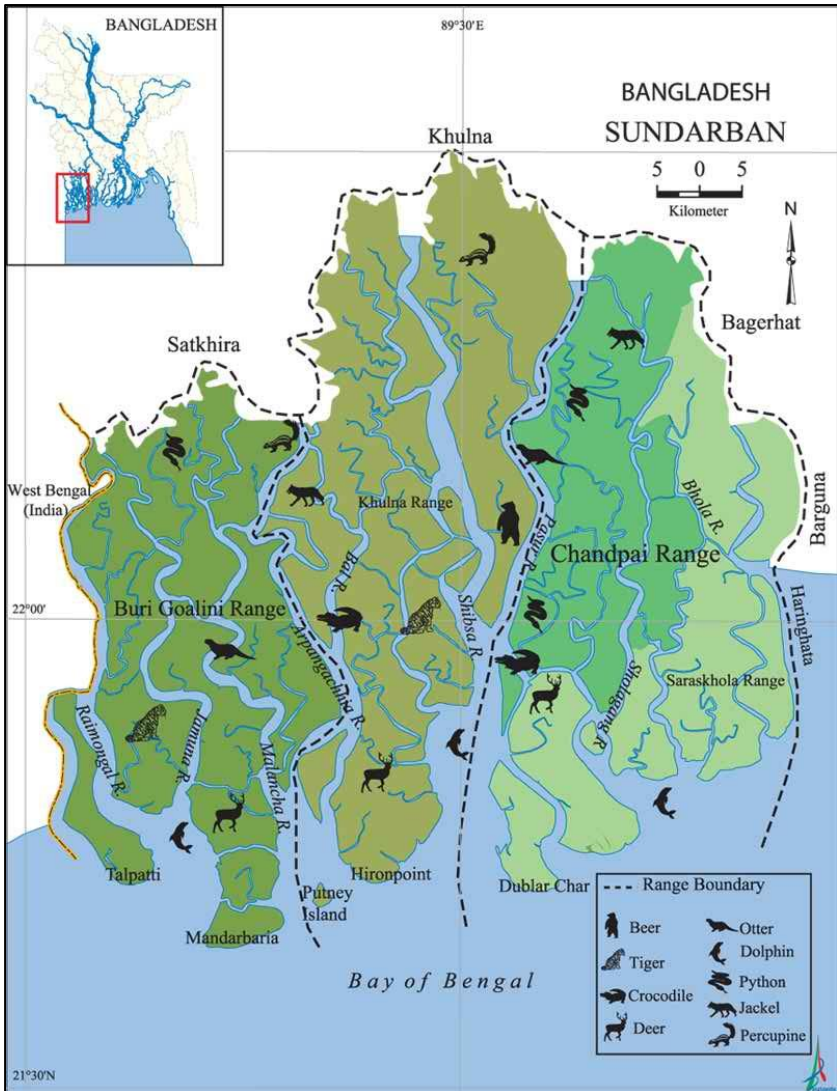 BANGLADESH
89°30'E
BANGLADESH
SUNDARBAN
5 0 5
Kilometer
N
Khulna
Bagerhat
Satkhira
West Bengal
(India)
Khulna Range
Barguna
Bhola R.
Pasur R.
Chandpai Range
Bal R.
22°00'
Buri Goalini Range
Shibsa R.
Haringhata
Arpangachhia R.
Saraskhola Range
Sholagang R.
Raimongal R.
Jamuna R.
Malancha R.
Talpatti
Hironpoint
Putney
Island
Dublar Char
Mandarbaria
Bay of Bengal
Range Boundary
Beer
Otter
Tiger
Dolphin
Crocodile
Python
Deer
Jackel
Percupine
21°30'N